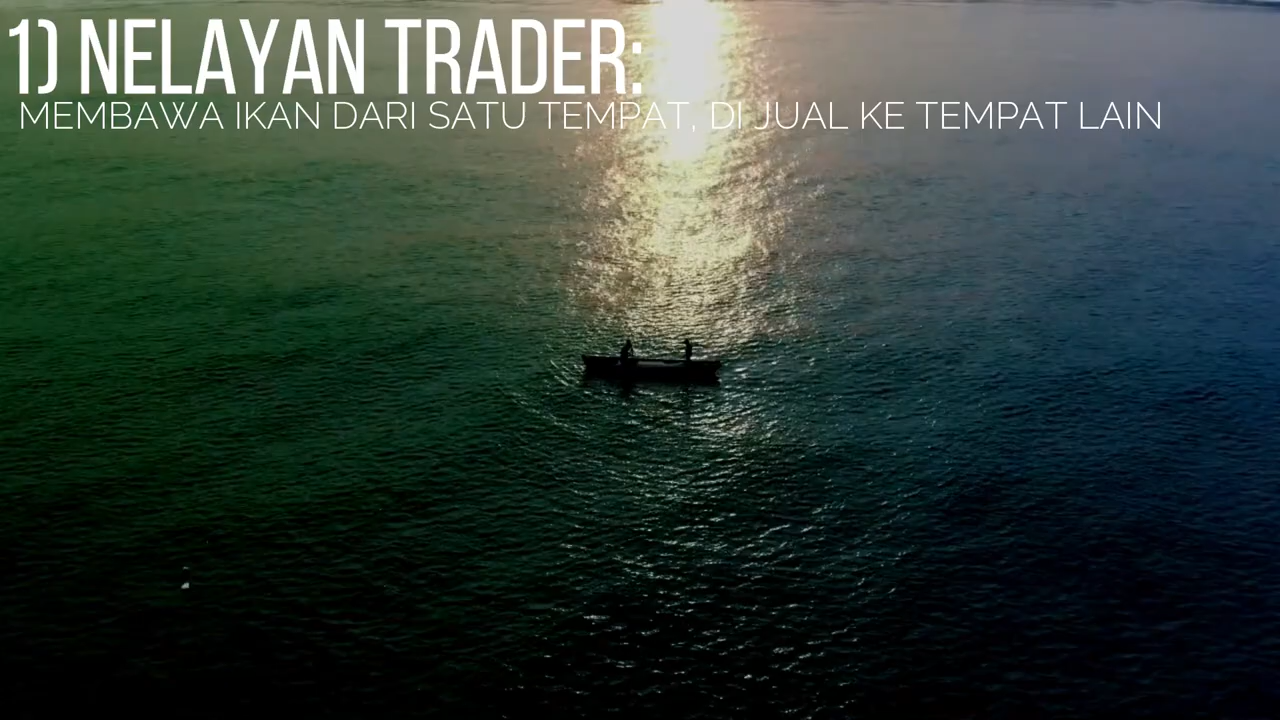 1) NELAYAN TRADER:
MEMBAWA IKAN DARI SATU TEMPAT, DI JUAL KE TEMPAT LAIN